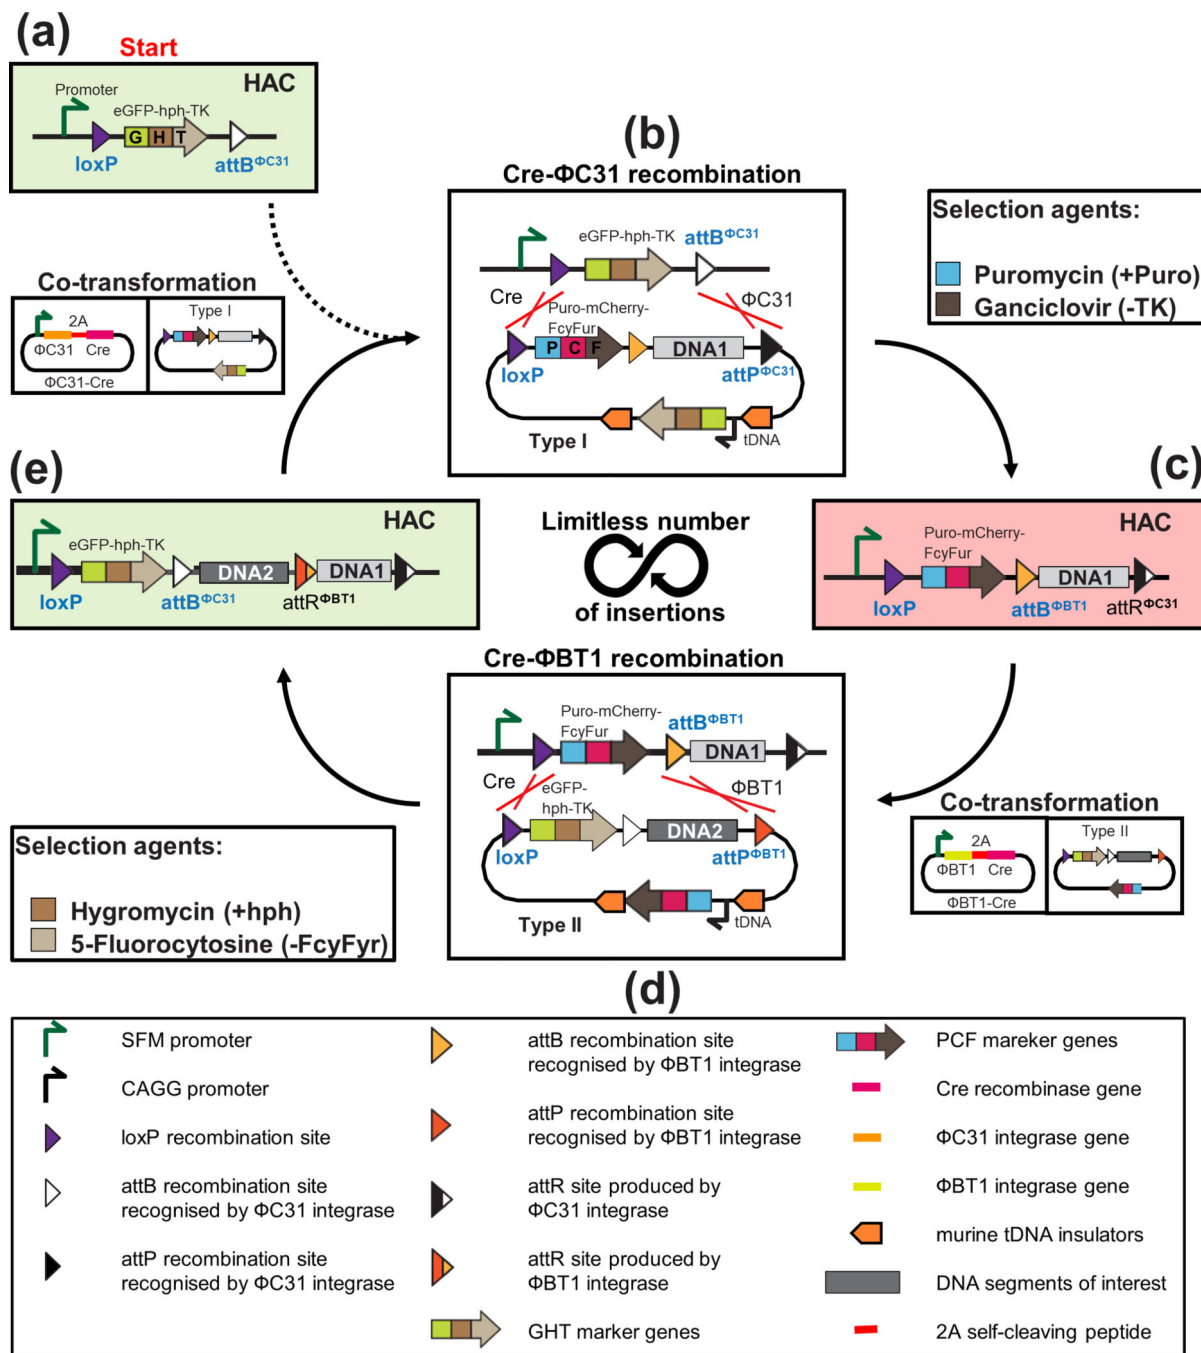 (a)
Start
HAC
Promoter
eGFP-hph-TK
G H T
loxP
attBΦC31
(b)
Cre-ΦC31 recombination
eGFP-hph-TK
attBΦC31
Cre
ΦC31
Puro-mCherry-
FcyFur
P C F
DNA1
loxP
attPΦC31
Type I
tDNA
Selection agents:
Puromycin (+Puro)
Ganciclovir (-TK)
Co-transformation
2A
ΦC31
Cre
ΦC31-Cre
Type I
(e)
HAC
eGFP-hph-TK
DNA2
DNA1
loxP
attBΦC31
attRΦBT1
Limitless number
of insertions
(c)
HAC
Puro-mCherry-
FcyFur
DNA1
loxP
attBΦBT1
attRΦC31
Cre-ΦBT1 recombination
Puro-mCherry-
FcyFur
attBΦBT1
DNA1
Cre
ΦBT1
eGFP-
hph-TK
DNA2
loxP
attPΦBT1
Type II
tDNA
Selection agents:
Hygromycin (+hph)
5-Fluorocytosine (-FcyFyr)
Co-transformation
2A
ΦBT1
Cre
ΦBT1-Cre
Type II
(d)
SFM promoter
CAGG promoter
loxP recombination site
attB recombination site
recognised by ΦC31 integrase
attP recombination site
recognised by ΦC31 integrase
attB recombination site
recognised by ΦBT1 integrase
attP recombination site
recognised by ΦBT1 integrase
attR site produced by
ΦC31 integrase
attR site produced by
ΦBT1 integrase
GHT marker genes
PCF mareker genes
Cre recombinase gene
ΦC31 integrase gene
ΦBT1 integrase gene
murine tDNA insulators
DNA segments of interest
2A self-cleaving peptide